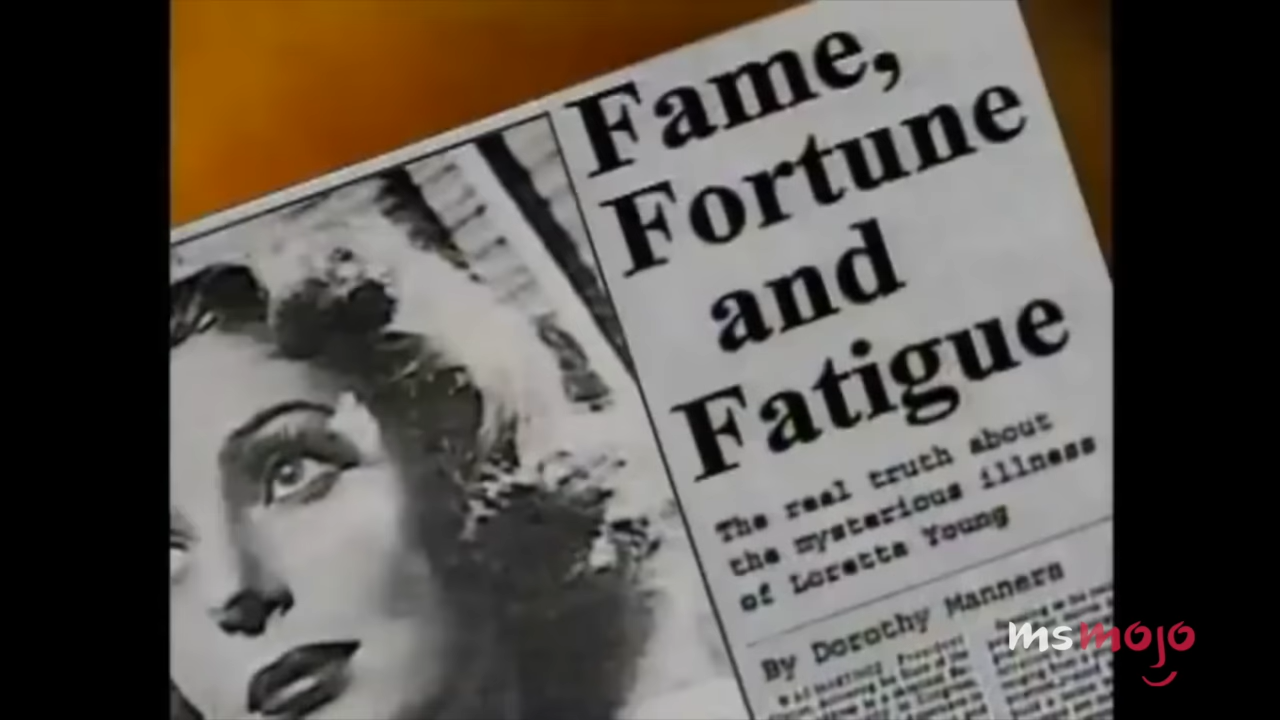 Fame,
Fortune
and
Fatigue
The real truth about
the mysterious illness
of Loretta Young
By Dorothy Manners
msmojo